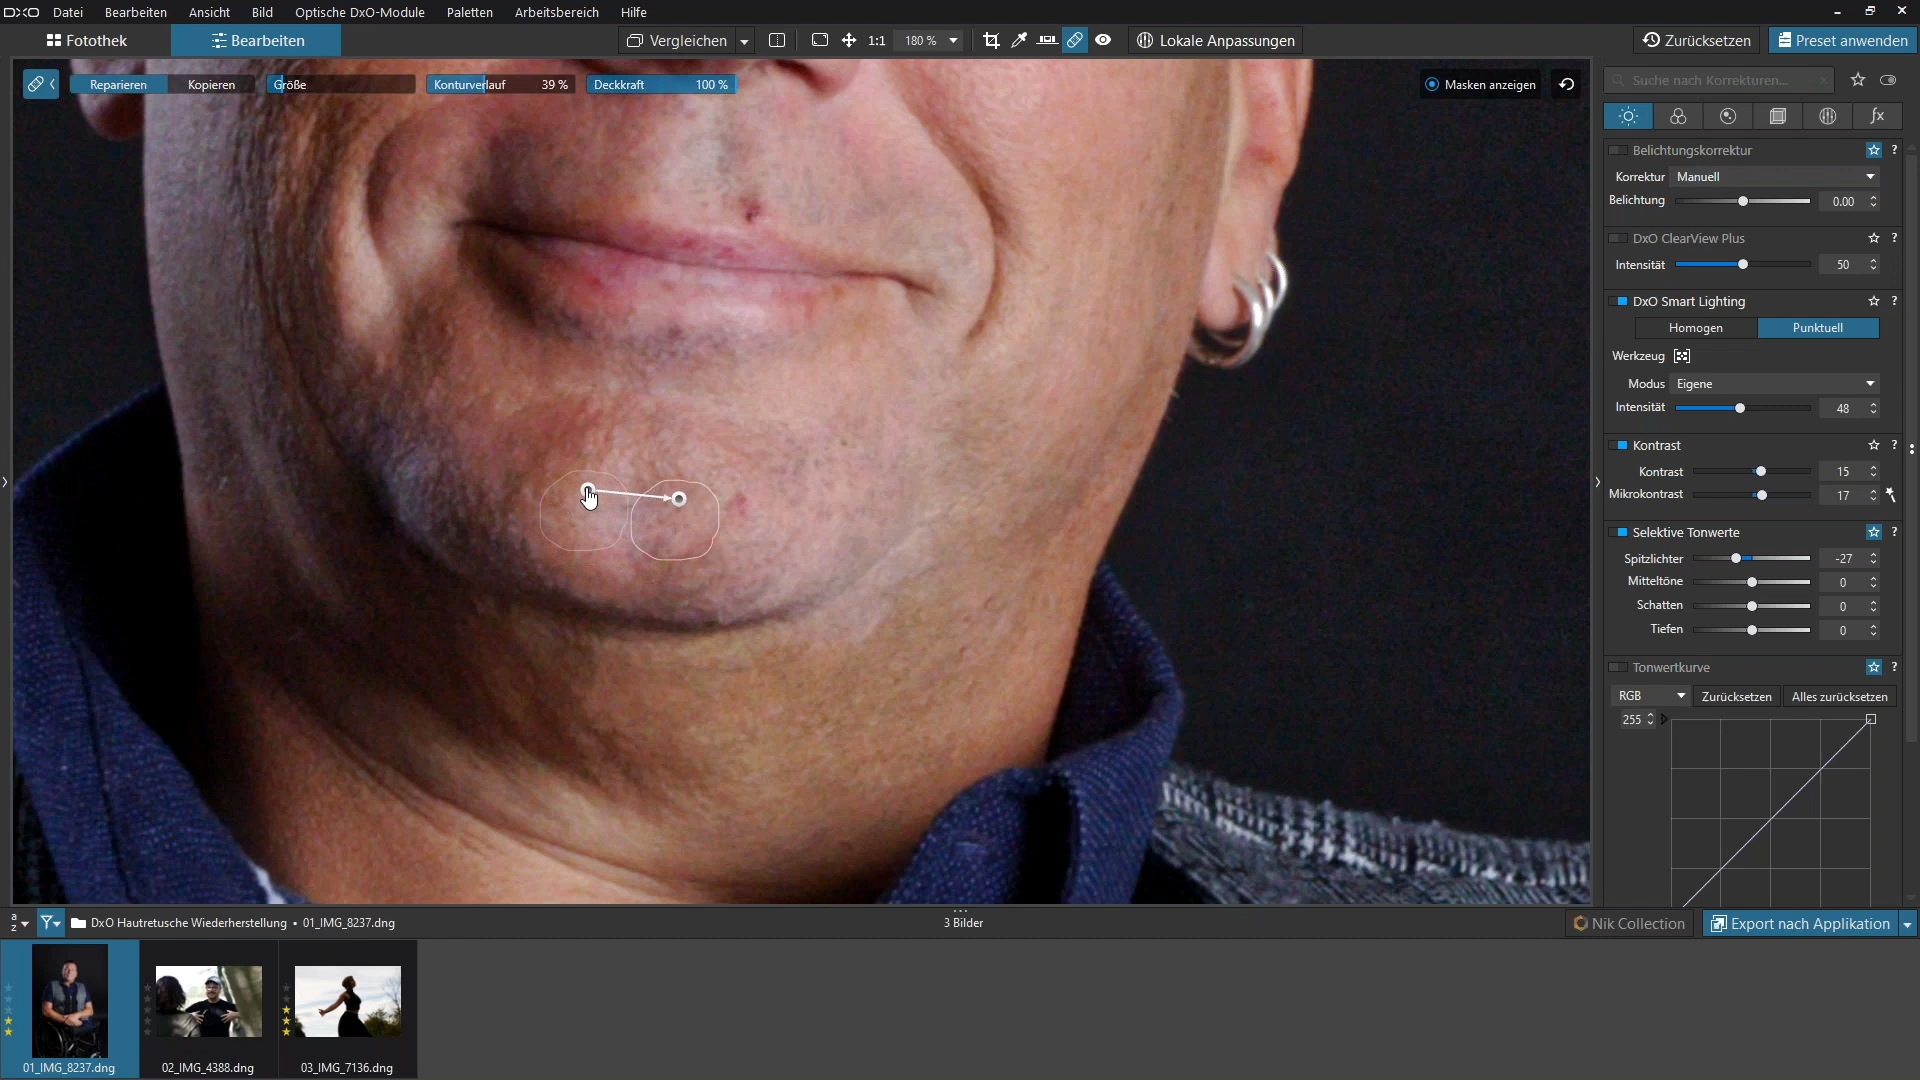 DXO Datei Bearbeiten Ansicht Bild Optische DxO-Module Paletten Arbeitsbereich Hilfe
Fotothek Bearbeiten Vergleichen 1:1 180 % Lokale Anpassungen Zurücksetzen Preset anwenden
Reparieren Kopieren Größe Konturverlauf 39 % Deckkraft 100 % Masken anzeigen
Suche nach Korrekturen...
fx
Belichtungskorrektur ?
Korrektur Manuell
Belichtung 0.00
DxO ClearView Plus ?
Intensität 50
DxO Smart Lighting ?
Homogen Punktuell
Werkzeug
Modus Eigene
Intensität 48
Kontrast ?
Kontrast 15
Mikrokontrast 17
Selektive Tonwerte ?
Spitzlichter -27
Mitteltöne 0
Schatten 0
Tiefen 0
Tonwertkurve ?
RGB Zurücksetzen Alles zurücksetzen
255
a z DxO Hautretusche Wiederherstellung • 01_IMG_8237.dng 3 Bilder Nik Collection Export nach Applikation
01_IMG_8237.dng 02_IMG_4388.dng 03_IMG_7136.dng